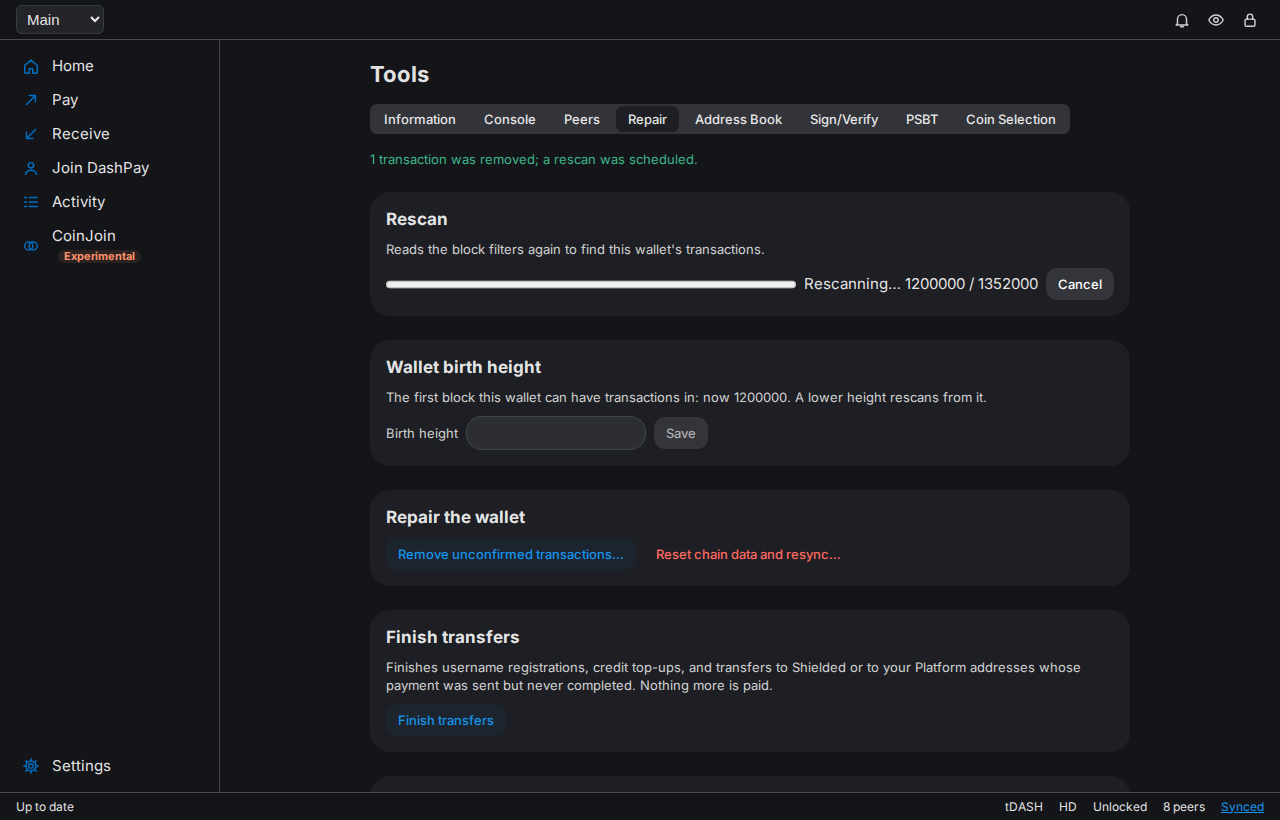 Main
Home
Pay
Receive
Join DashPay
Activity
CoinJoin
Experimental
Settings
Tools
Information Console Peers Repair Address Book Sign/Verify PSBT Coin Selection
1 transaction was removed; a rescan was scheduled.
Rescan
Reads the block filters again to find this wallet's transactions.
Rescanning... 1200000 / 1352000 Cancel
Wallet birth height
The first block this wallet can have transactions in: now 1200000. A lower height rescans from it.
Birth height Save
Repair the wallet
Remove unconfirmed transactions... Reset chain data and resync...
Finish transfers
Finishes username registrations, credit top-ups, and transfers to Shielded or to your Platform addresses whose
payment was sent but never completed. Nothing more is paid.
Finish transfers
Up to date tDASH HD Unlocked 8 peers Synced